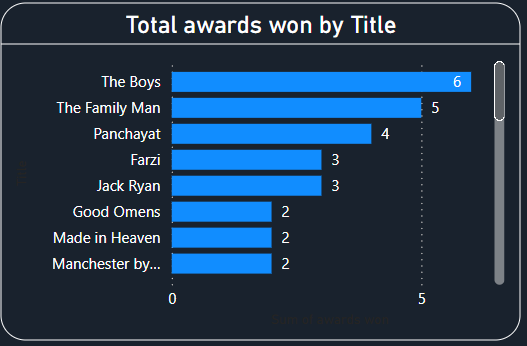 Total awards won by Title
The Boys 6
The Family Man 5
Panchayat 4
Farzi 3
Jack Ryan 3
Good Omens 2
Made in Heaven 2
Manchester by... 2
0 5